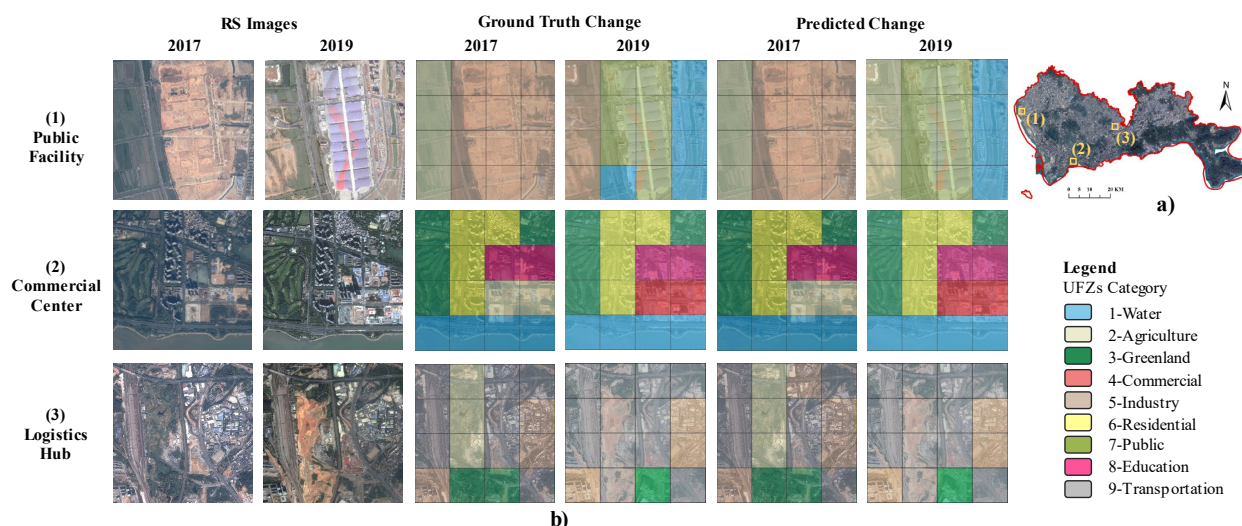 RS Images
Ground Truth Change
Predicted Change
2017
2019
2017
2019
2017
2019
(1)
Public
Facility
(2)
Commercial
Center
(3)
Logistics
Hub
b)
N
(1)
(2)
(3)
0 10 20 KM
a)
Legend
UFZs Category
1-Water
2-Agriculture
3-Greenland
4-Commercial
5-Industry
6-Residential
7-Public
8-Education
9-Transportation